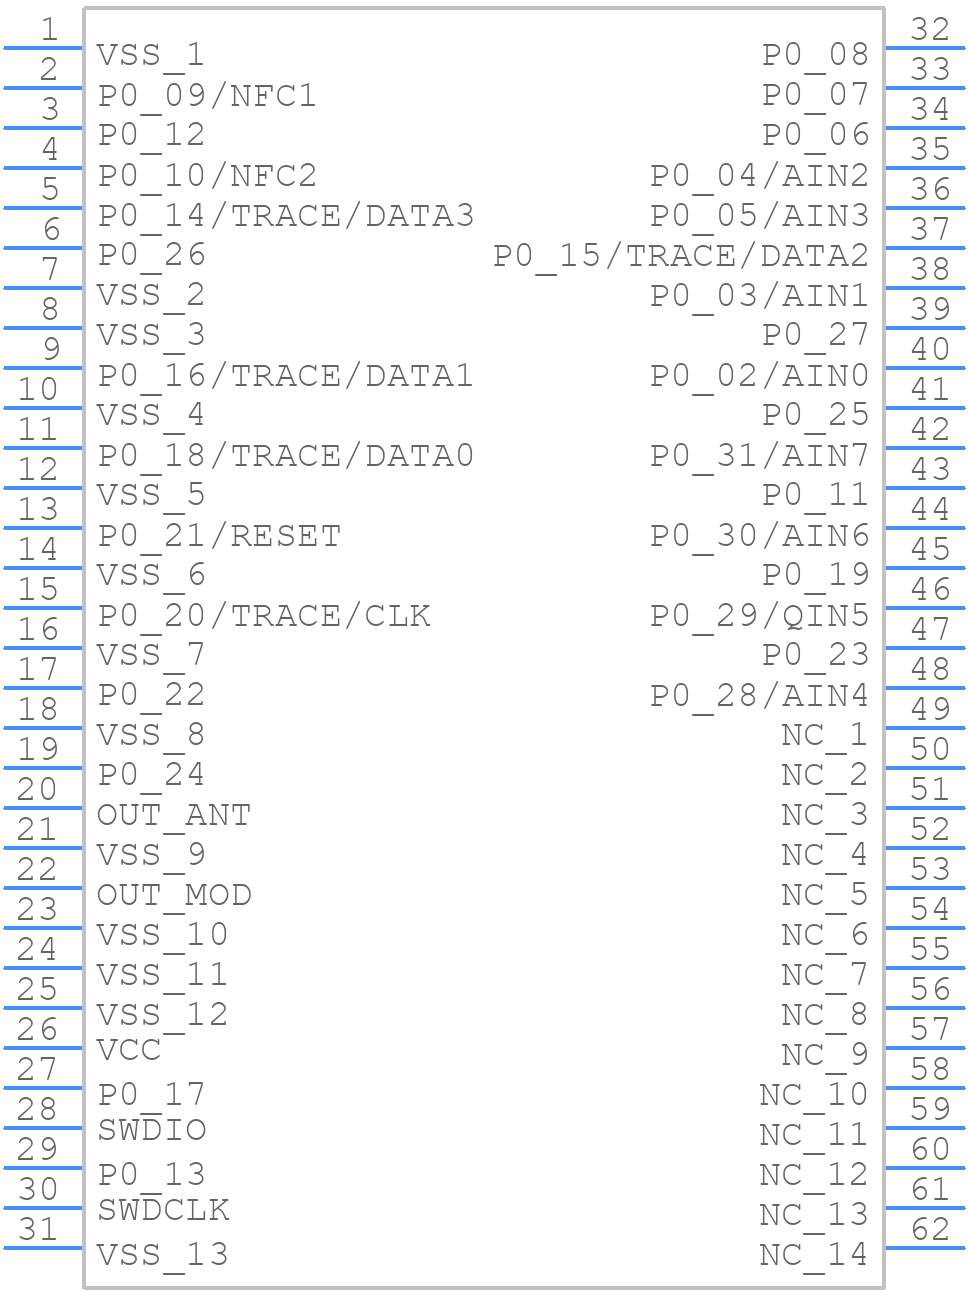 1 VSS_1 P0_08 32
2 P0_09/NFC1 P0_07 33
3 P0_12 P0_06 34
4 P0_10/NFC2 P0_04/AIN2 35
5 P0_14/TRACE/DATA3 P0_05/AIN3 36
6 P0_26 P0_15/TRACE/DATA2 37
7 VSS_2 P0_03/AIN1 38
8 VSS_3 P0_27 39
9 P0_16/TRACE/DATA1 P0_02/AIN0 40
10 VSS_4 P0_25 41
11 P0_18/TRACE/DATA0 P0_31/AIN7 42
12 VSS_5 P0_11 43
13 P0_21/RESET P0_30/AIN6 44
14 VSS_6 P0_19 45
15 P0_20/TRACE/CLK P0_29/QIN5 46
16 VSS_7 P0_23 47
17 P0_22 P0_28/AIN4 48
18 VSS_8 NC_1 49
19 P0_24 NC_2 50
20 OUT_ANT NC_3 51
21 VSS_9 NC_4 52
22 OUT_MOD NC_5 53
23 VSS_10 NC_6 54
24 VSS_11 NC_7 55
25 VSS_12 NC_8 56
26 VCC NC_9 57
27 P0_17 NC_10 58
28 SWDIO NC_11 59
29 P0_13 NC_12 60
30 SWDCLK NC_13 61
31 VSS_13 NC_14 62